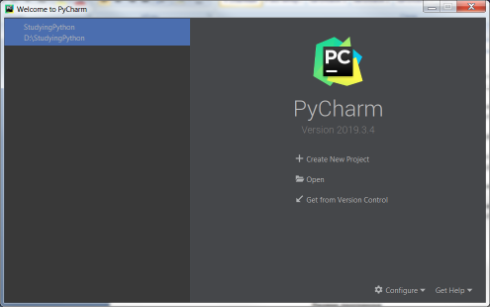 Welcome to PyCharm
StudyingPython
D:\StudyingPython
PC
PyCharm
Version 2019.3.4
Create New Project
Open
Get from Version Control
Configure
Get Help